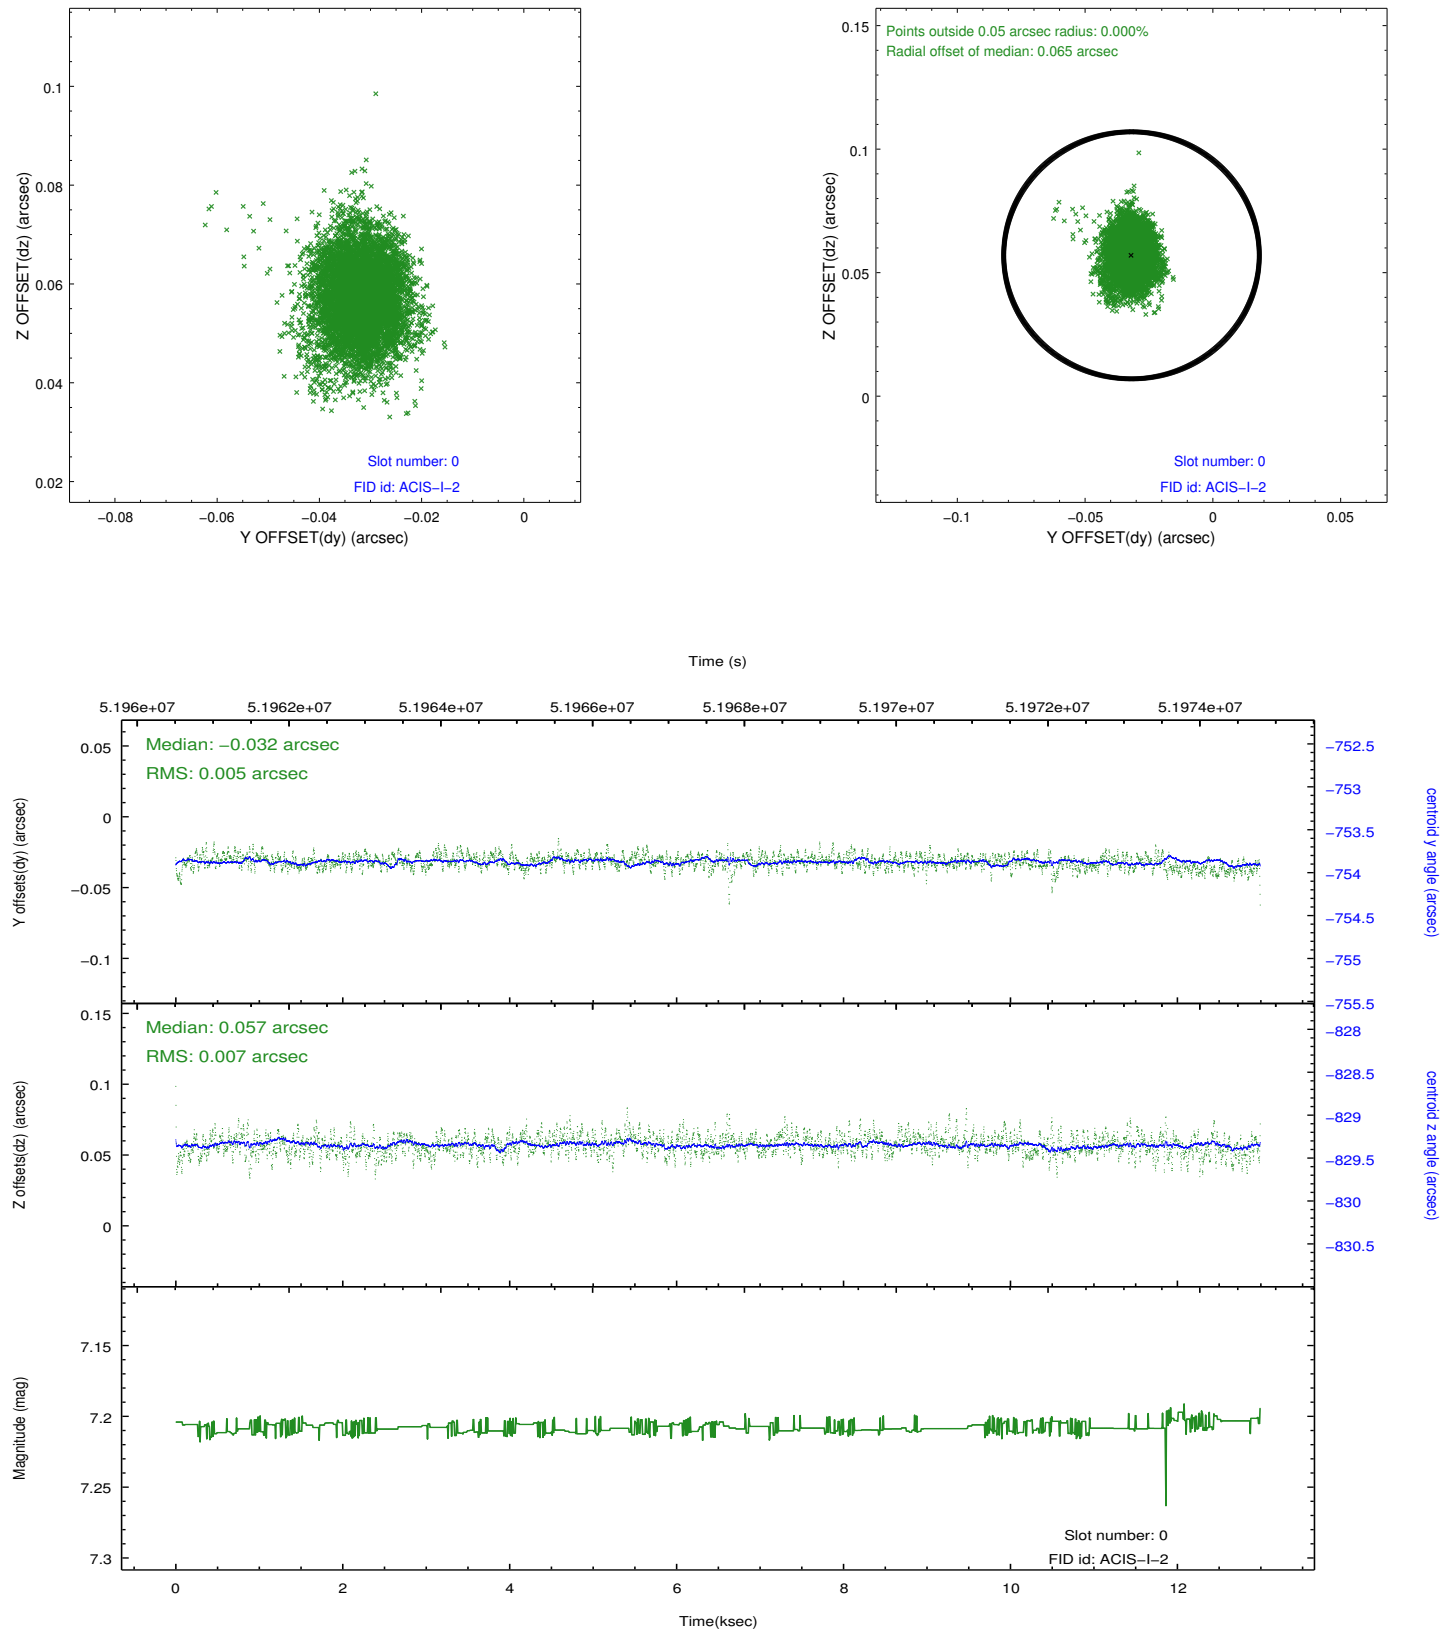 0.1
0.08
0.06
0.04
0.02
Z OFFSET(dz) (arcsec)
Slot number: 0
FID id: ACIS−I−2
−0.08 −0.06 −0.04 −0.02 0
Y OFFSET(dy) (arcsec)
Points outside 0.05 arcsec radius: 0.000%
Radial offset of median: 0.065 arcsec
0.15
0.1
0.05
0
Z OFFSET(dz) (arcsec)
Slot number: 0
FID id: ACIS−I−2
−0.1 −0.05 0 0.05
Y OFFSET(dy) (arcsec)
Time (s)
5.196e+07 5.1962e+07 5.1964e+07 5.1966e+07 5.1968e+07 5.197e+07 5.1972e+07 5.1974e+07
Median: −0.032 arcsec
RMS: 0.005 arcsec
0.05
0
−0.05
−0.1
Y offsets(dy) (arcsec)
−752.5
−753
−753.5
−754
−754.5
−755
−755.5
centroid y angle (arcsec)
Median: 0.057 arcsec
RMS: 0.007 arcsec
0.15
0.1
0.05
0
Z offsets(dz) (arcsec)
−828
−828.5
−829
−829.5
−830
−830.5
centroid z angle (arcsec)
7.15
7.2
7.25
7.3
Magnitude (mag)
Slot number: 0
FID id: ACIS−I−2
0 2 4 6 8 10 12
Time(ksec)